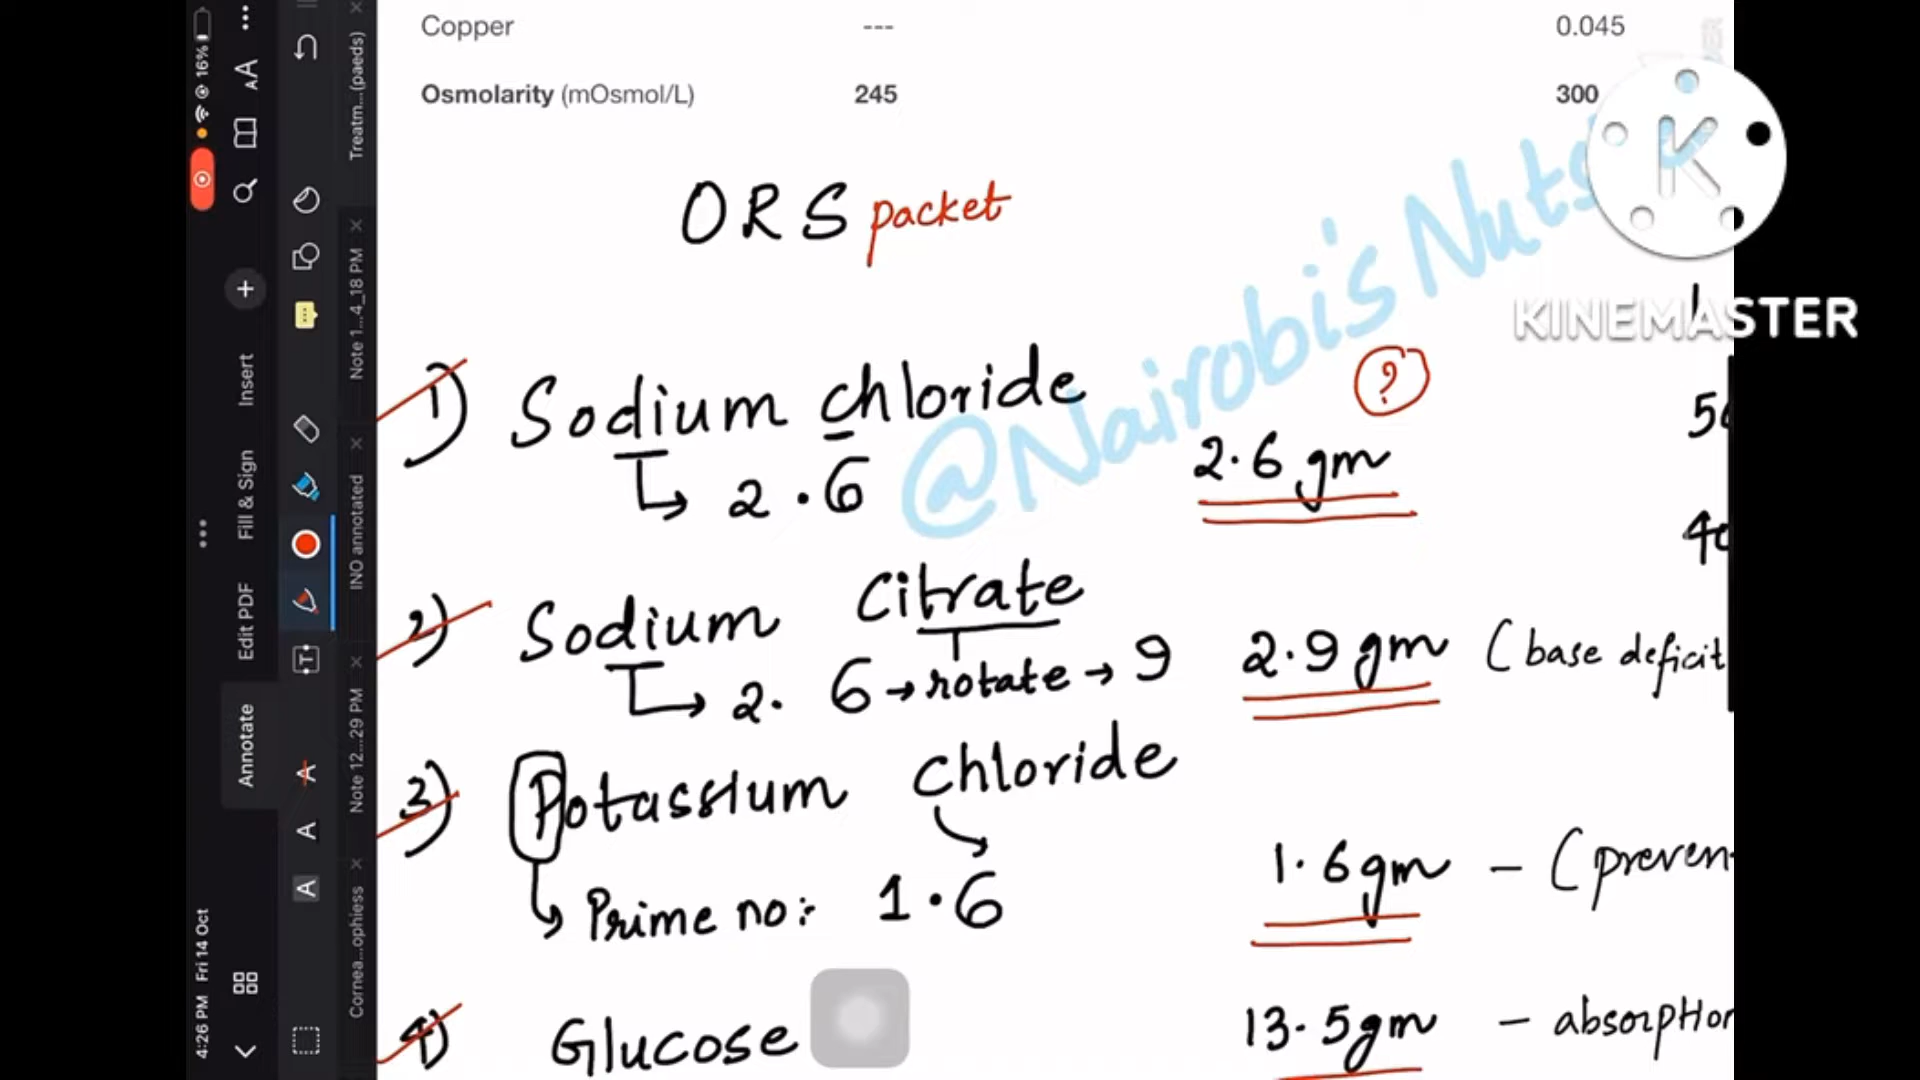 Copper --- 0.045
Osmolarity (mOsmol/L) 245 300
ORS packet
@Nairobi's Nuts
KINEMASTER
1) Sodium chloride ?
2.6 2.6 gm
2) Sodium Citrate
2. 6 → rotate → 9 2.9 gm (base deficit
3) Potassium chloride
Prime no:- 1.6 1.6 gm - (preven
4) Glucose 13.5 gm - absorption
4:26 PM Fri 14 Oct
16%
Annotate
Edit PDF
Fill & Sign
Insert
Cornea...ophiess
Note 12...29 PM
INO annotated
Note 1...4_18 PM
Treatm...(paeds)